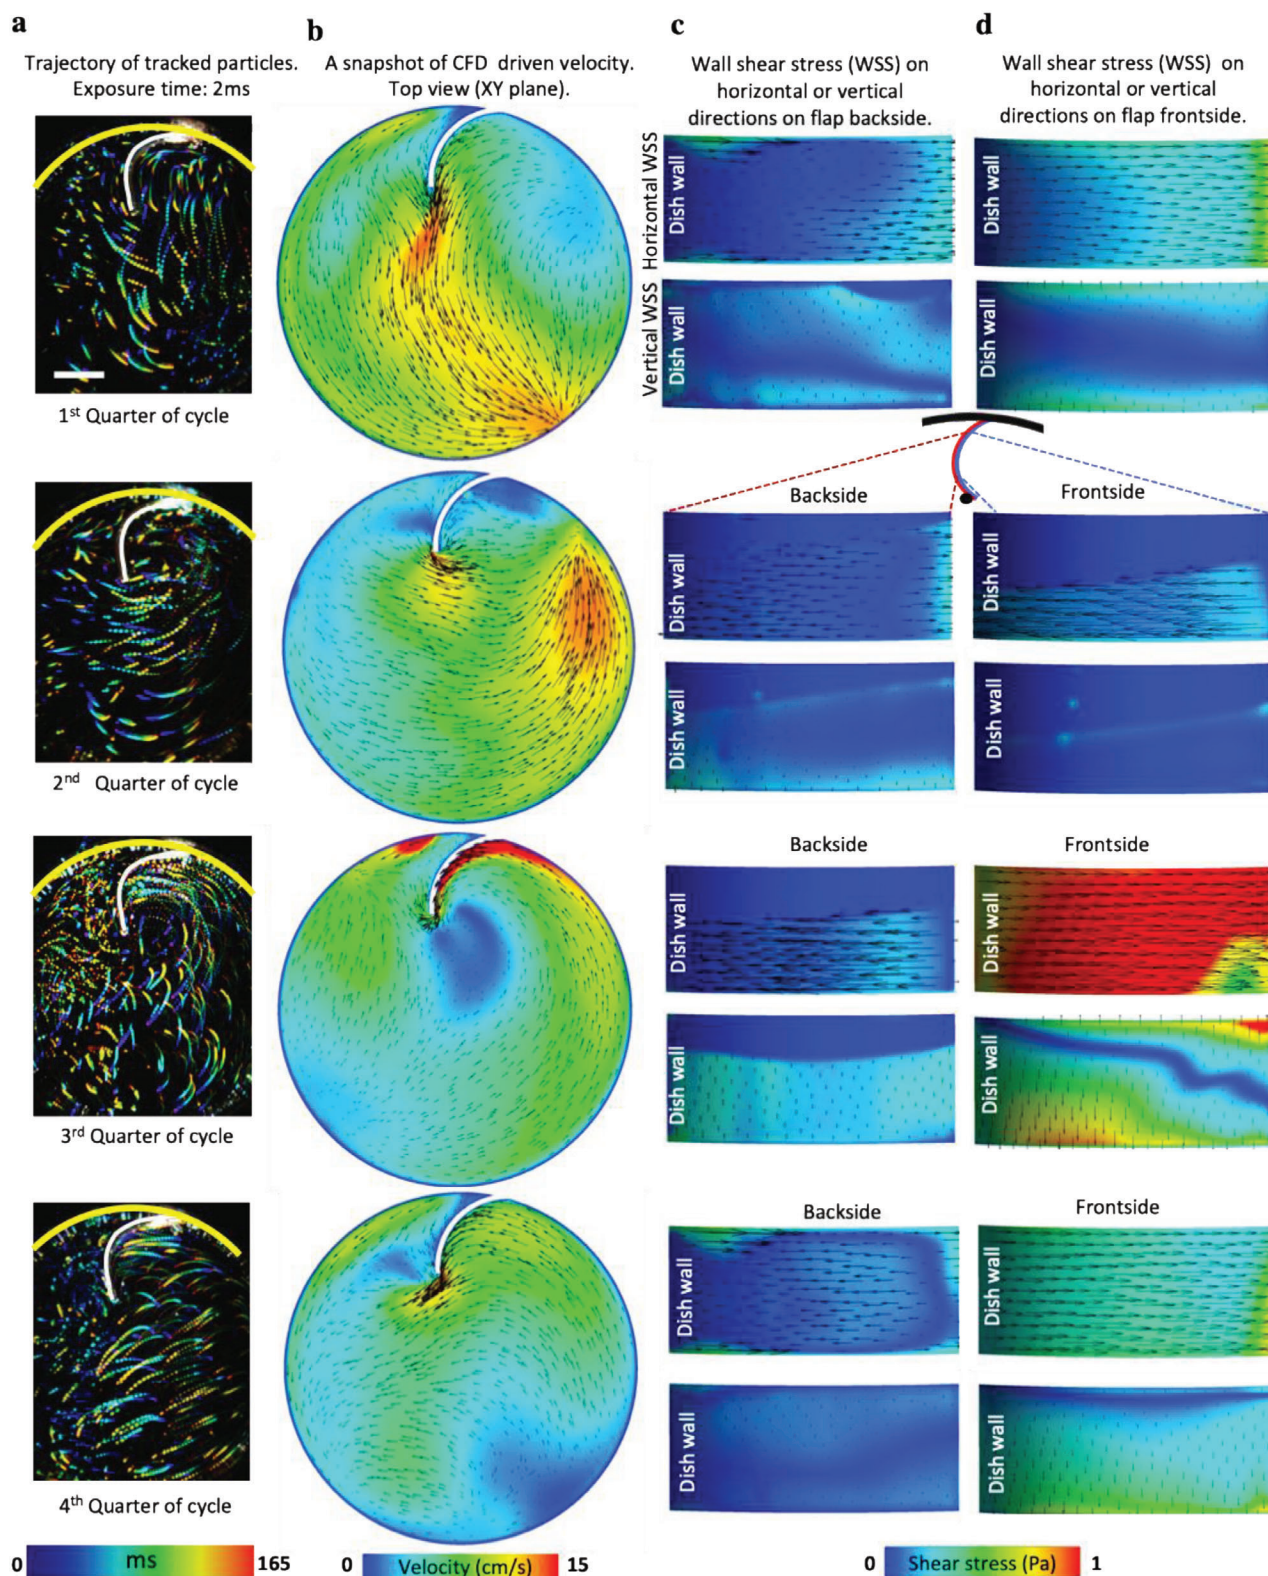 a
b
c
d
Trajectory of tracked particles.
Exposure time: 2ms
A snapshot of CFD driven velocity.
Top view (XY plane).
Wall shear stress (WSS) on
horizontal or vertical
directions on flap backside.
Wall shear stress (WSS) on
horizontal or vertical
directions on flap frontside.
Horizontal WSS
Dish wall
Dish wall
Vertical WSS
Dish wall
Dish wall
1st Quarter of cycle
Backside
Frontside
Dish wall
Dish wall
Dish wall
Dish wall
2nd Quarter of cycle
Backside
Frontside
Dish wall
Dish wall
Dish wall
Dish wall
3rd Quarter of cycle
Backside
Frontside
Dish wall
Dish wall
Dish wall
Dish wall
4th Quarter of cycle
0 ms 165
0 Velocity (cm/s) 15
0 Shear stress (Pa) 1